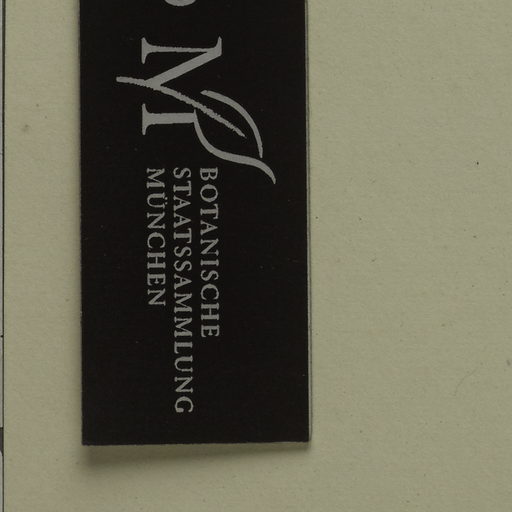 M
BOTANISCHE
STAATSSAMMLUNG
MÜNCHEN